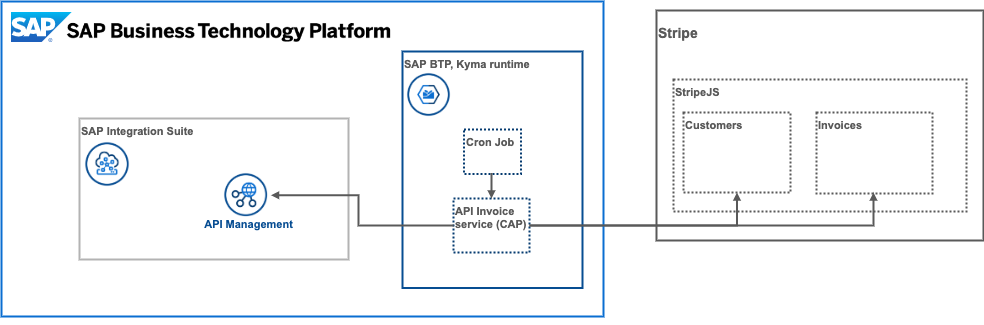 SAP
SAP Business Technology Platform
SAP BTP, Kyma runtime
SAP Integration Suite
API Management
Cron Job
API Invoice
service (CAP)
Stripe
StripeJS
Customers
Invoices